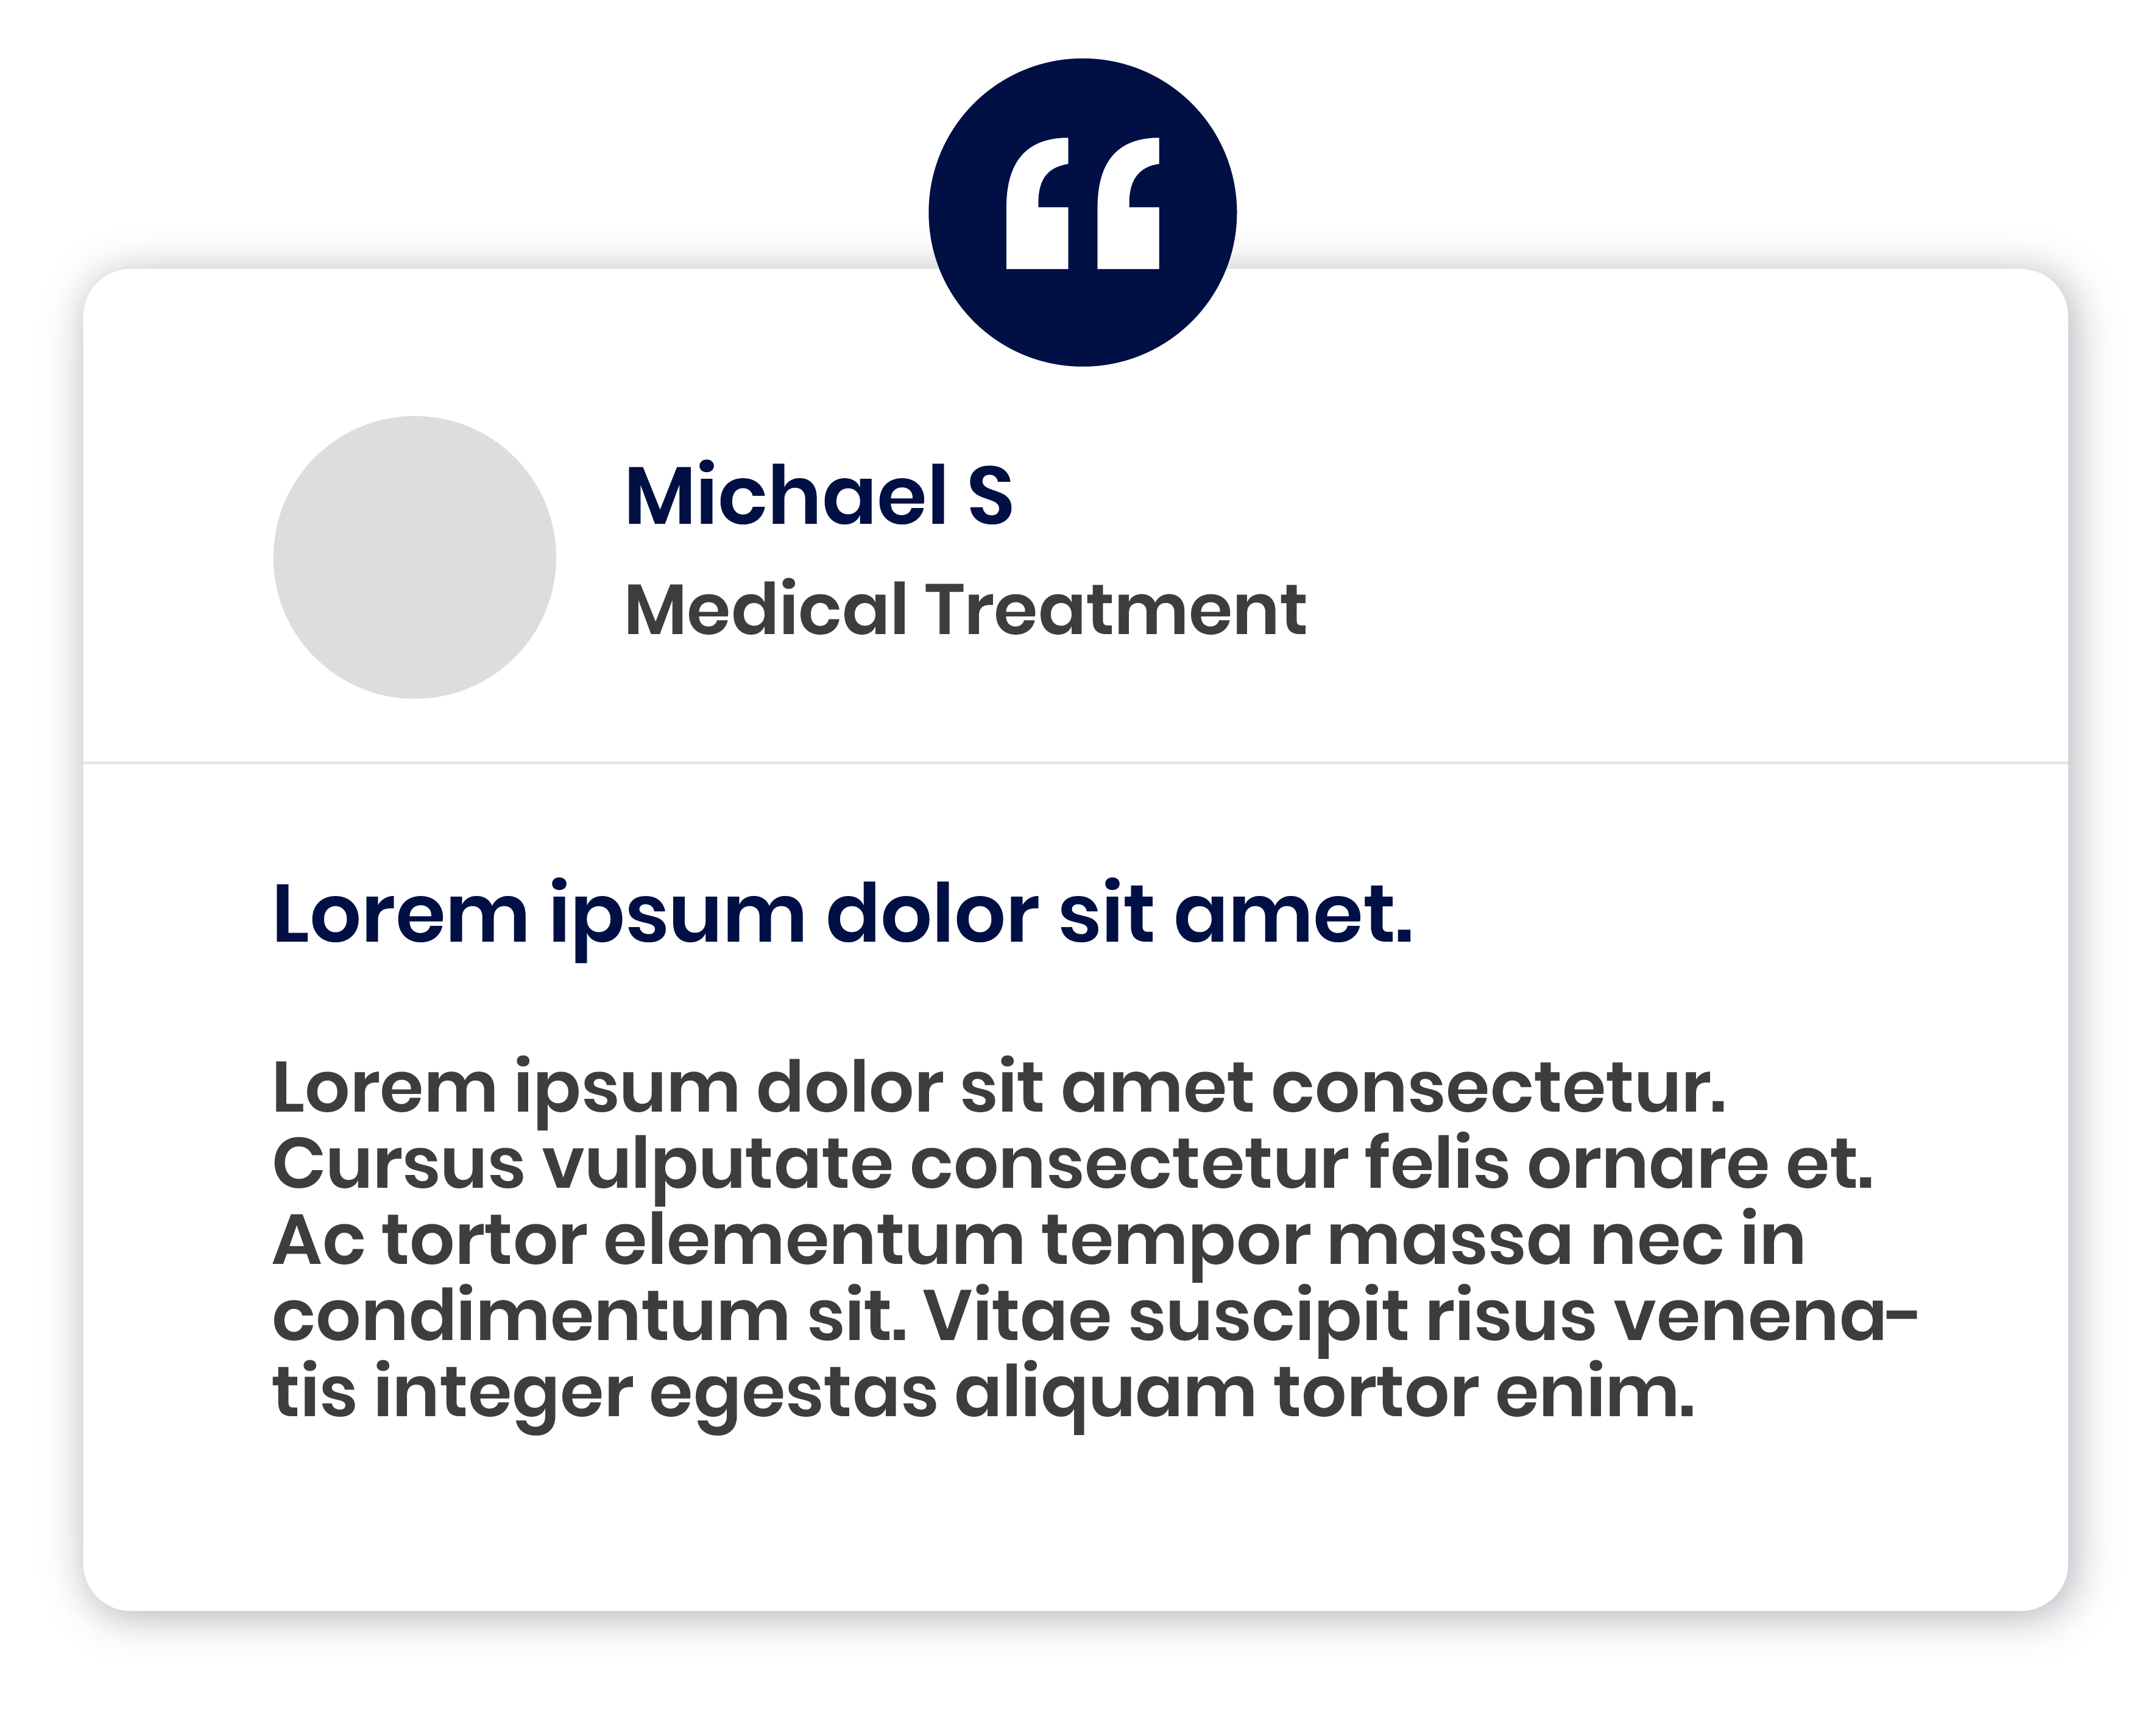 “
Michael S
Medical Treatment
Lorem ipsum dolor sit amet.
Lorem ipsum dolor sit amet consectetur.
Cursus vulputate consectetur felis ornare et.
Ac tortor elementum tempor massa nec in
condimentum sit. Vitae suscipit risus venena-
tis integer egestas aliquam tortor enim.